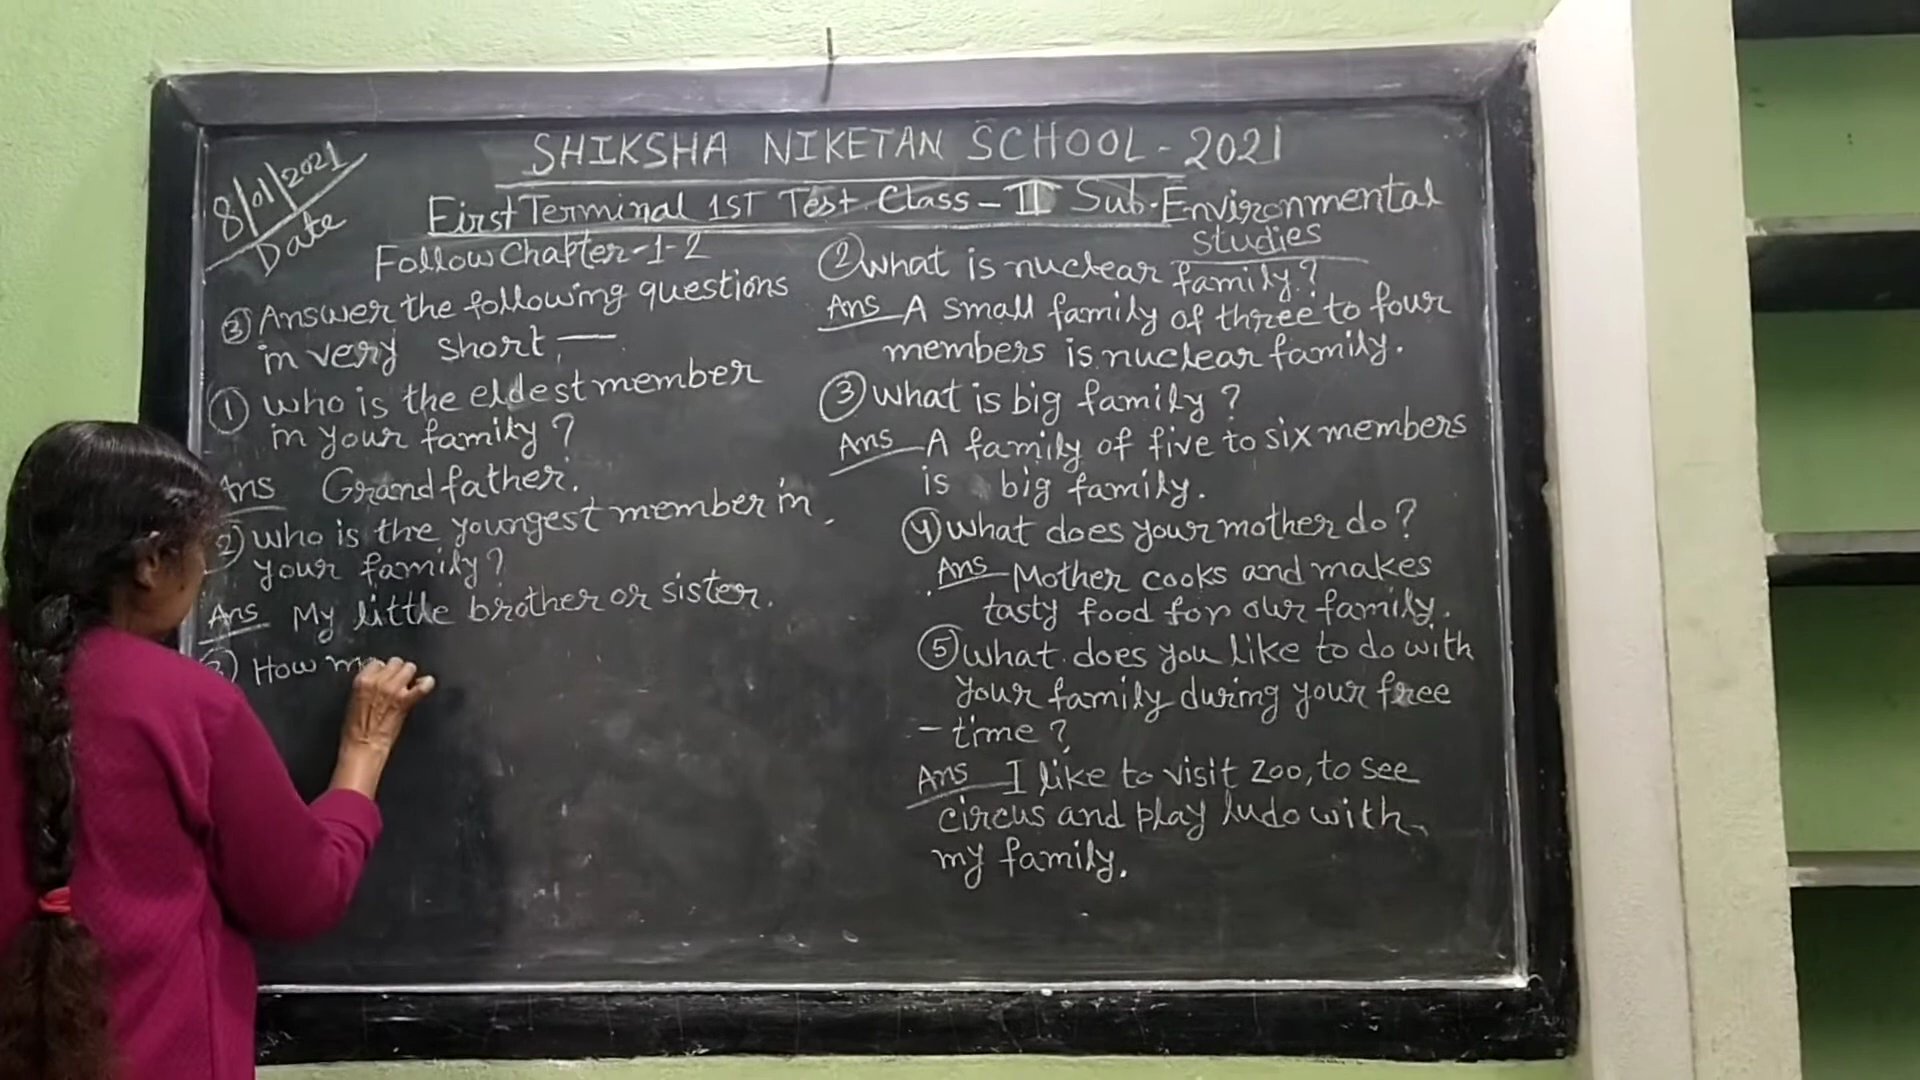 8/01/2021
Date
SHIKSHA NIKETAN SCHOOL - 2021
First Terminal 1ST Test Class - II Sub. Environmental
studies
Follow Chapter-1-2
③ Answer the following questions
in very short, —
① Who is the eldest member
in your family?
Ans Grandfather.
② Who is the youngest member in
your family?
Ans My little brother or sister.
How
② What is nuclear family?
Ans A small family of three to four
members is nuclear family.
③ What is big family?
Ans A family of five to six members
is big family.
④ What does your mother do?
Ans Mother cooks and makes
tasty food for our family.
⑤ What does you like to do with
your family during your free
- time?
Ans I like to visit Zoo, to see
circus and play ludo with
my family.